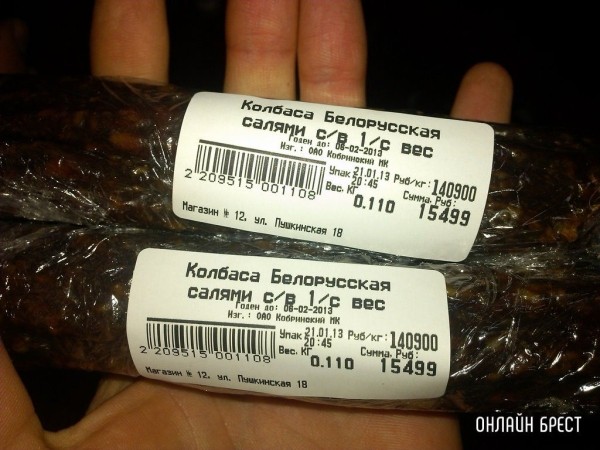 Колбаса Белорусская
салями с/в 1/с вес
Годен до: 06-02-2013
Изг.: ОАО Кобринский МК
Упак 21.01.13 Руб/кг: 140900
20:45
Вес. КГ 0.110 Сумма. Руб: 15499
2 209515 001108
Магазин № 12, ул. Пушкинская 18
Колбаса Белорусская
салями с/в 1/с вес
Годен до: 06-02-2013
Изг.: ОАО Кобринский МК
Упак 21.01.13 Руб/кг: 140900
20:45
Вес. КГ 0.110 Сумма. Руб: 15499
2 209515 001108
Магазин № 12, ул. Пушкинская 18
ОНЛАЙН БРЕСТ